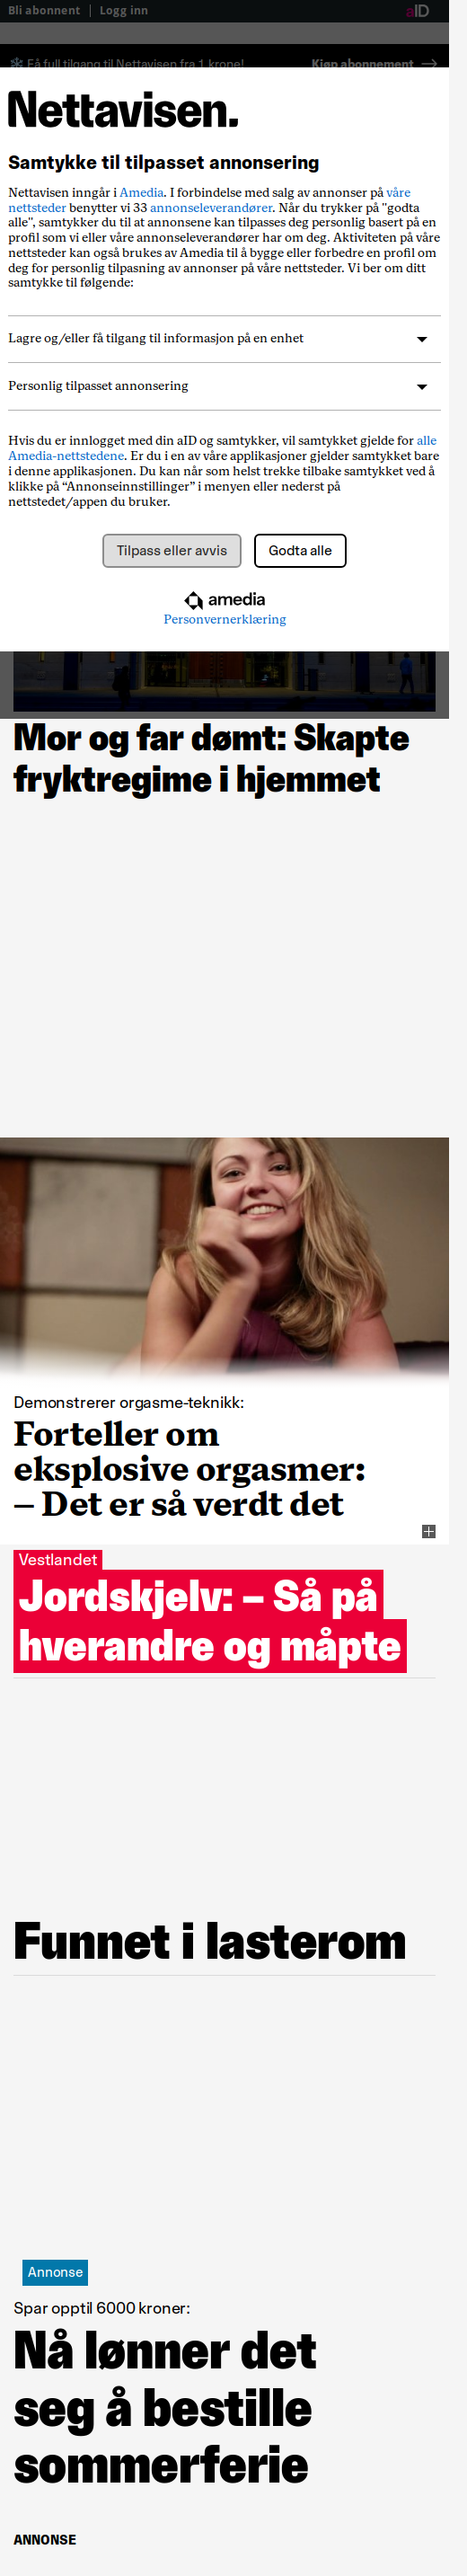 Bli abonnent | Logg inn
aID
Få full tilgang til Nettavisen fra 1 krone!
Kjøp abonnement
Nettavisen.
Samtykke til tilpasset annonsering
Nettavisen inngår i Amedia. I forbindelse med salg av annonser på våre
nettsteder benytter vi 33 annonseleverandører. Når du trykker på "godta
alle", samtykker du til at annonsene kan tilpasses deg personlig basert på en
profil som vi eller våre annonseleverandører har om deg. Aktiviteten på våre
nettsteder kan også brukes av Amedia til å bygge eller forbedre en profil om
deg for personlig tilpasning av annonser på våre nettsteder. Vi ber om ditt
samtykke til følgende:
Lagre og/eller få tilgang til informasjon på en enhet
Personlig tilpasset annonsering
Hvis du er innlogget med din aID og samtykker, vil samtykket gjelde for alle
Amedia-nettstedene. Er du i en av våre applikasjoner gjelder samtykket bare
i denne applikasjonen. Du kan når som helst trekke tilbake samtykket ved å
klikke på “Annonseinnstillinger” i menyen eller nederst på
nettstedet/appen du bruker.
Tilpass eller avvis
Godta alle
amedia
Personvernerklæring
Mor og far dømt: Skapte
fryktregime i hjemmet
Demonstrerer orgasme-teknikk:
Forteller om
eksplosive orgasmer:
– Det er så verdt det
Vestlandet
Jordskjelv: – Så på
hverandre og måpte
Funnet i lasterom
Annonse
Spar opptil 6000 kroner:
Nå lønner det
seg å bestille
sommerferie
ANNONSE